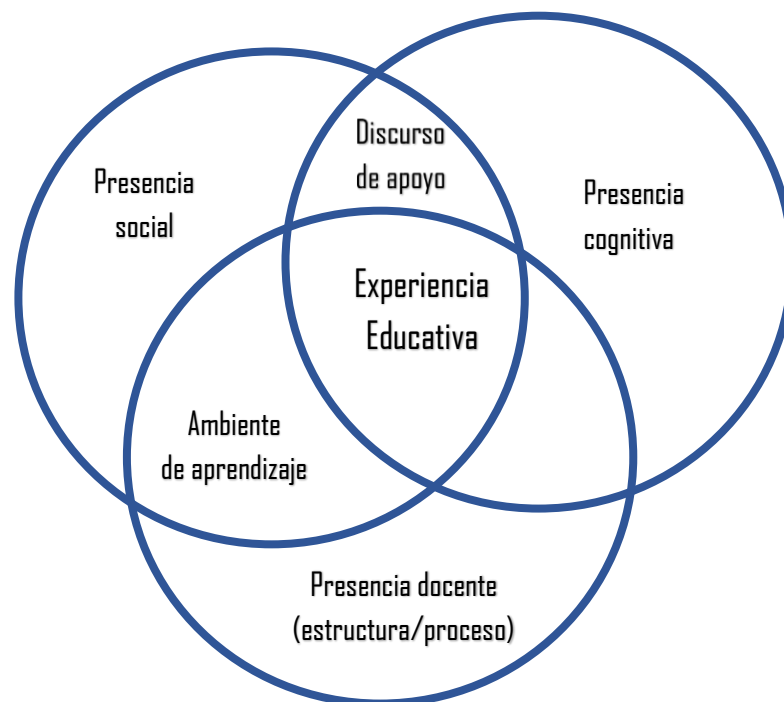 Discurso
de apoyo
Presencia
social
Presencia
cognitiva
Experiencia
Educativa
Ambiente
de aprendizaje
Presencia docente
(estructura/proceso)